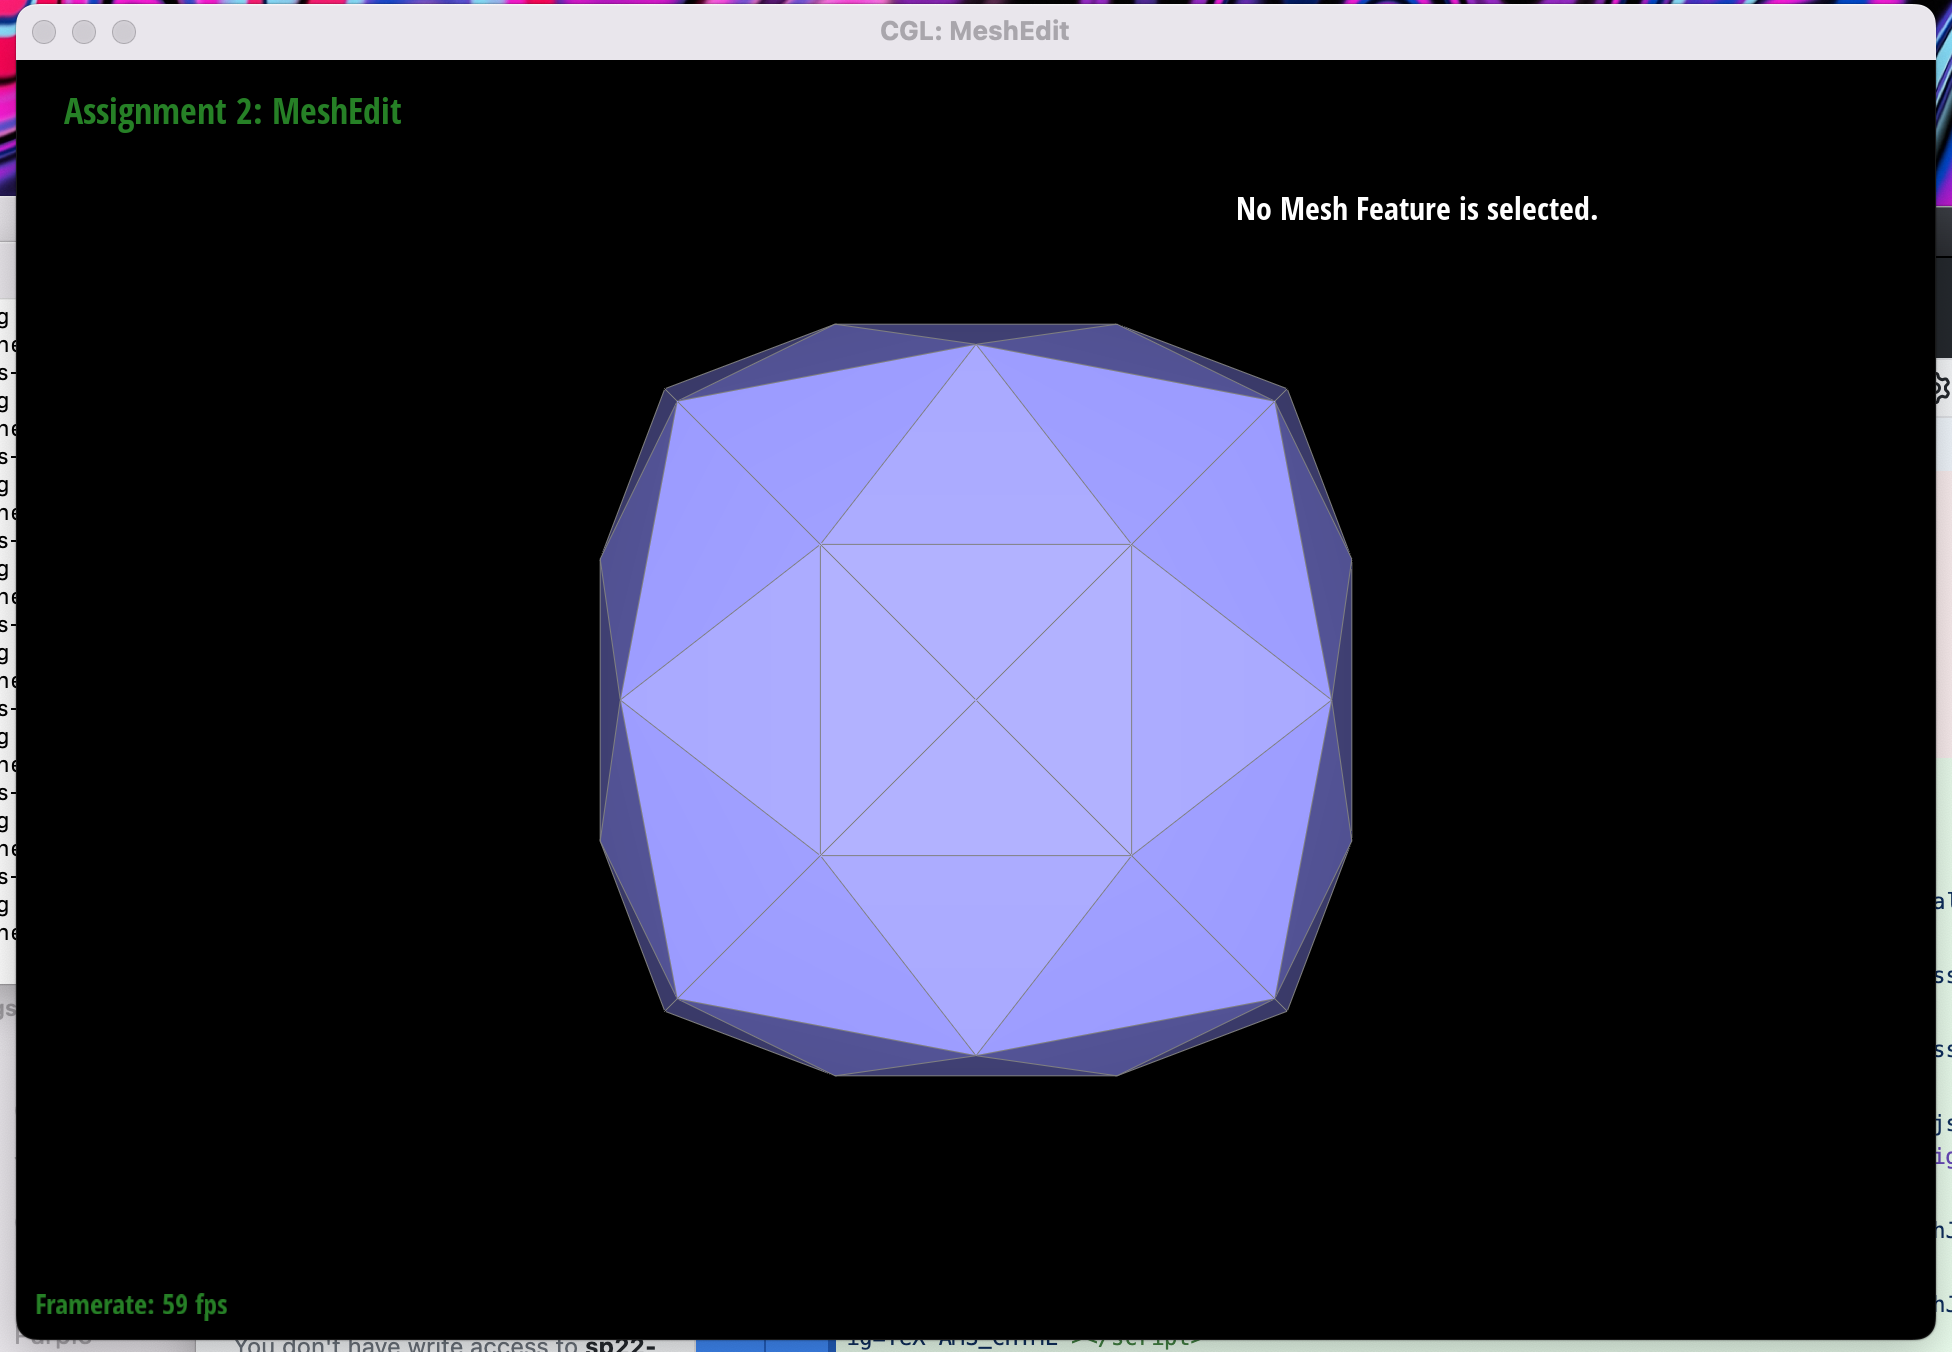 CGL: MeshEdit
Assignment 2: MeshEdit
No Mesh Feature is selected.
Framerate: 59 fps
You don't have write access to sp22-